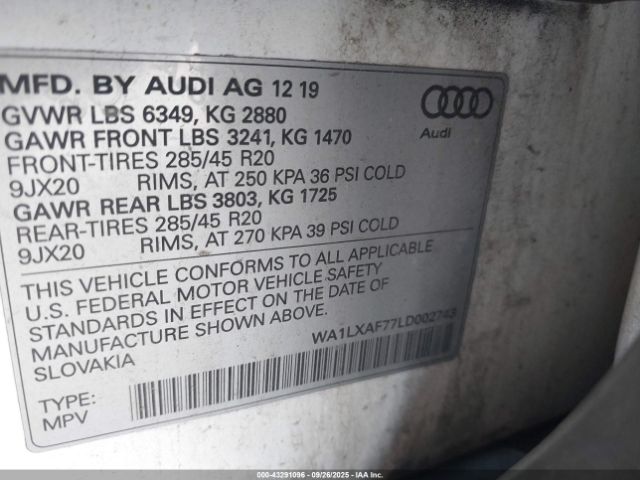 MFD. BY AUDI AG 12 19
GVWR LBS 6349, KG 2880
GAWR FRONT LBS 3241, KG 1470
FRONT-TIRES 285/45 R20
9JX20 RIMS, AT 250 KPA 36 PSI COLD
GAWR REAR LBS 3803, KG 1725
REAR-TIRES 285/45 R20
9JX20 RIMS, AT 270 KPA 39 PSI COLD
Audi
THIS VEHICLE CONFORMS TO ALL APPLICABLE
U.S. FEDERAL MOTOR VEHICLE SAFETY
STANDARDS IN EFFECT ON THE DATE OF
MANUFACTURE SHOWN ABOVE.
SLOVAKIA
WA1LXAF77LD002743
TYPE:
MPV
000-43291096 - 09/26/2025 - IAA Inc. (US)